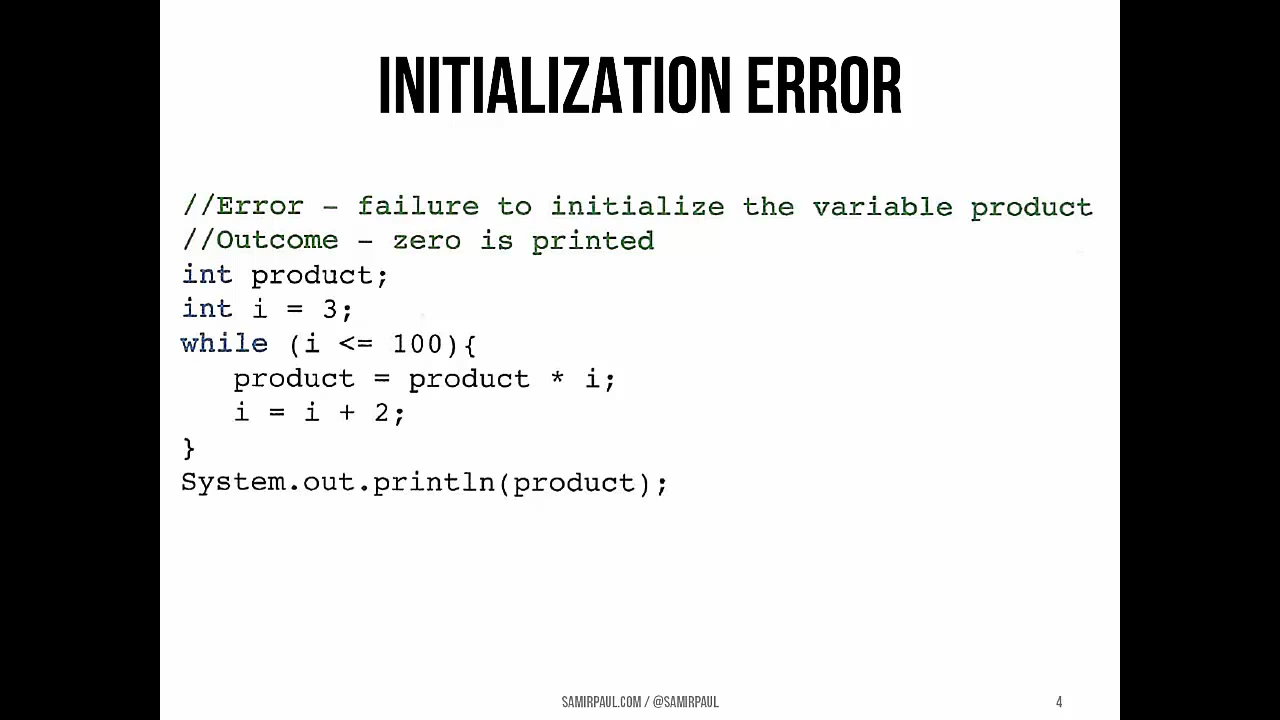 INITIALIZATION ERROR
//Error – failure to initialize the variable product
//Outcome – zero is printed
int product;
int i = 3;
while (i <= 100){
   product = product * i;
   i = i + 2;
}
System.out.println(product);
SAMIRPAUL.COM / @SAMIRPAUL 4